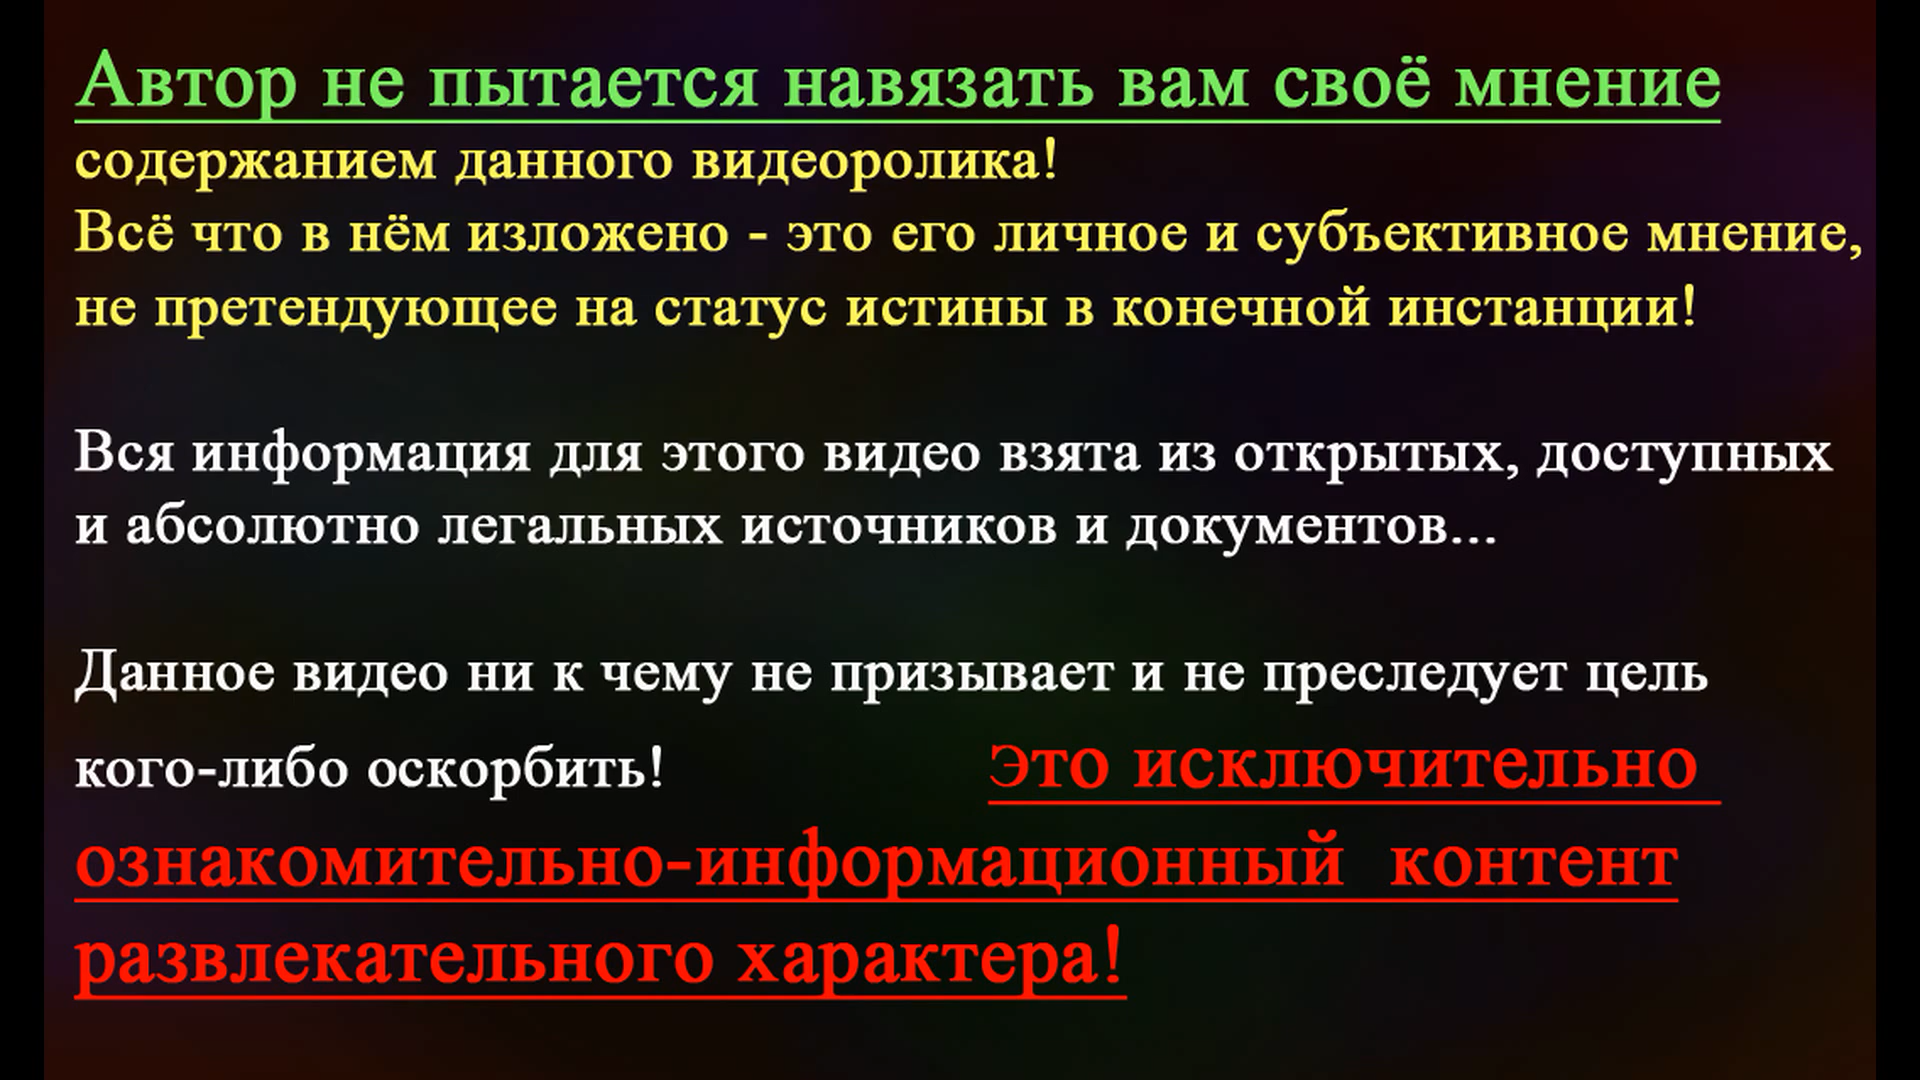 Автор не пытается навязать вам своё мнение
содержанием данного видеоролика!
Всё что в нём изложено - это его личное и субъективное мнение,
не претендующее на статус истины в конечной инстанции!
Вся информация для этого видео взята из открытых, доступных
и абсолютно легальных источников и документов...
Данное видео ни к чему не призывает и не преследует цель
кого-либо оскорбить! Это исключительно
ознакомительно-информационный контент
развлекательного характера!